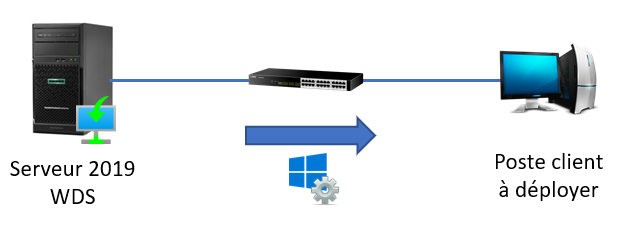 Serveur 2019
WDS
Poste client
à déployer